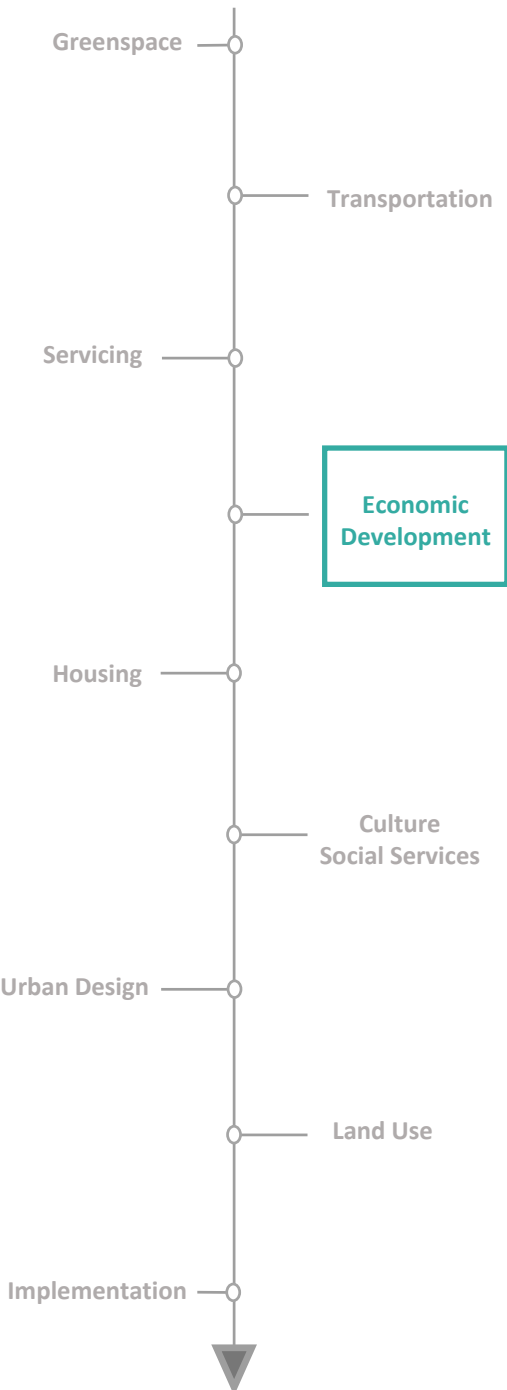 Greenspace
Transportation
Servicing
Economic
Development
Housing
Culture
Social Services
Urban Design
Land Use
Implementation